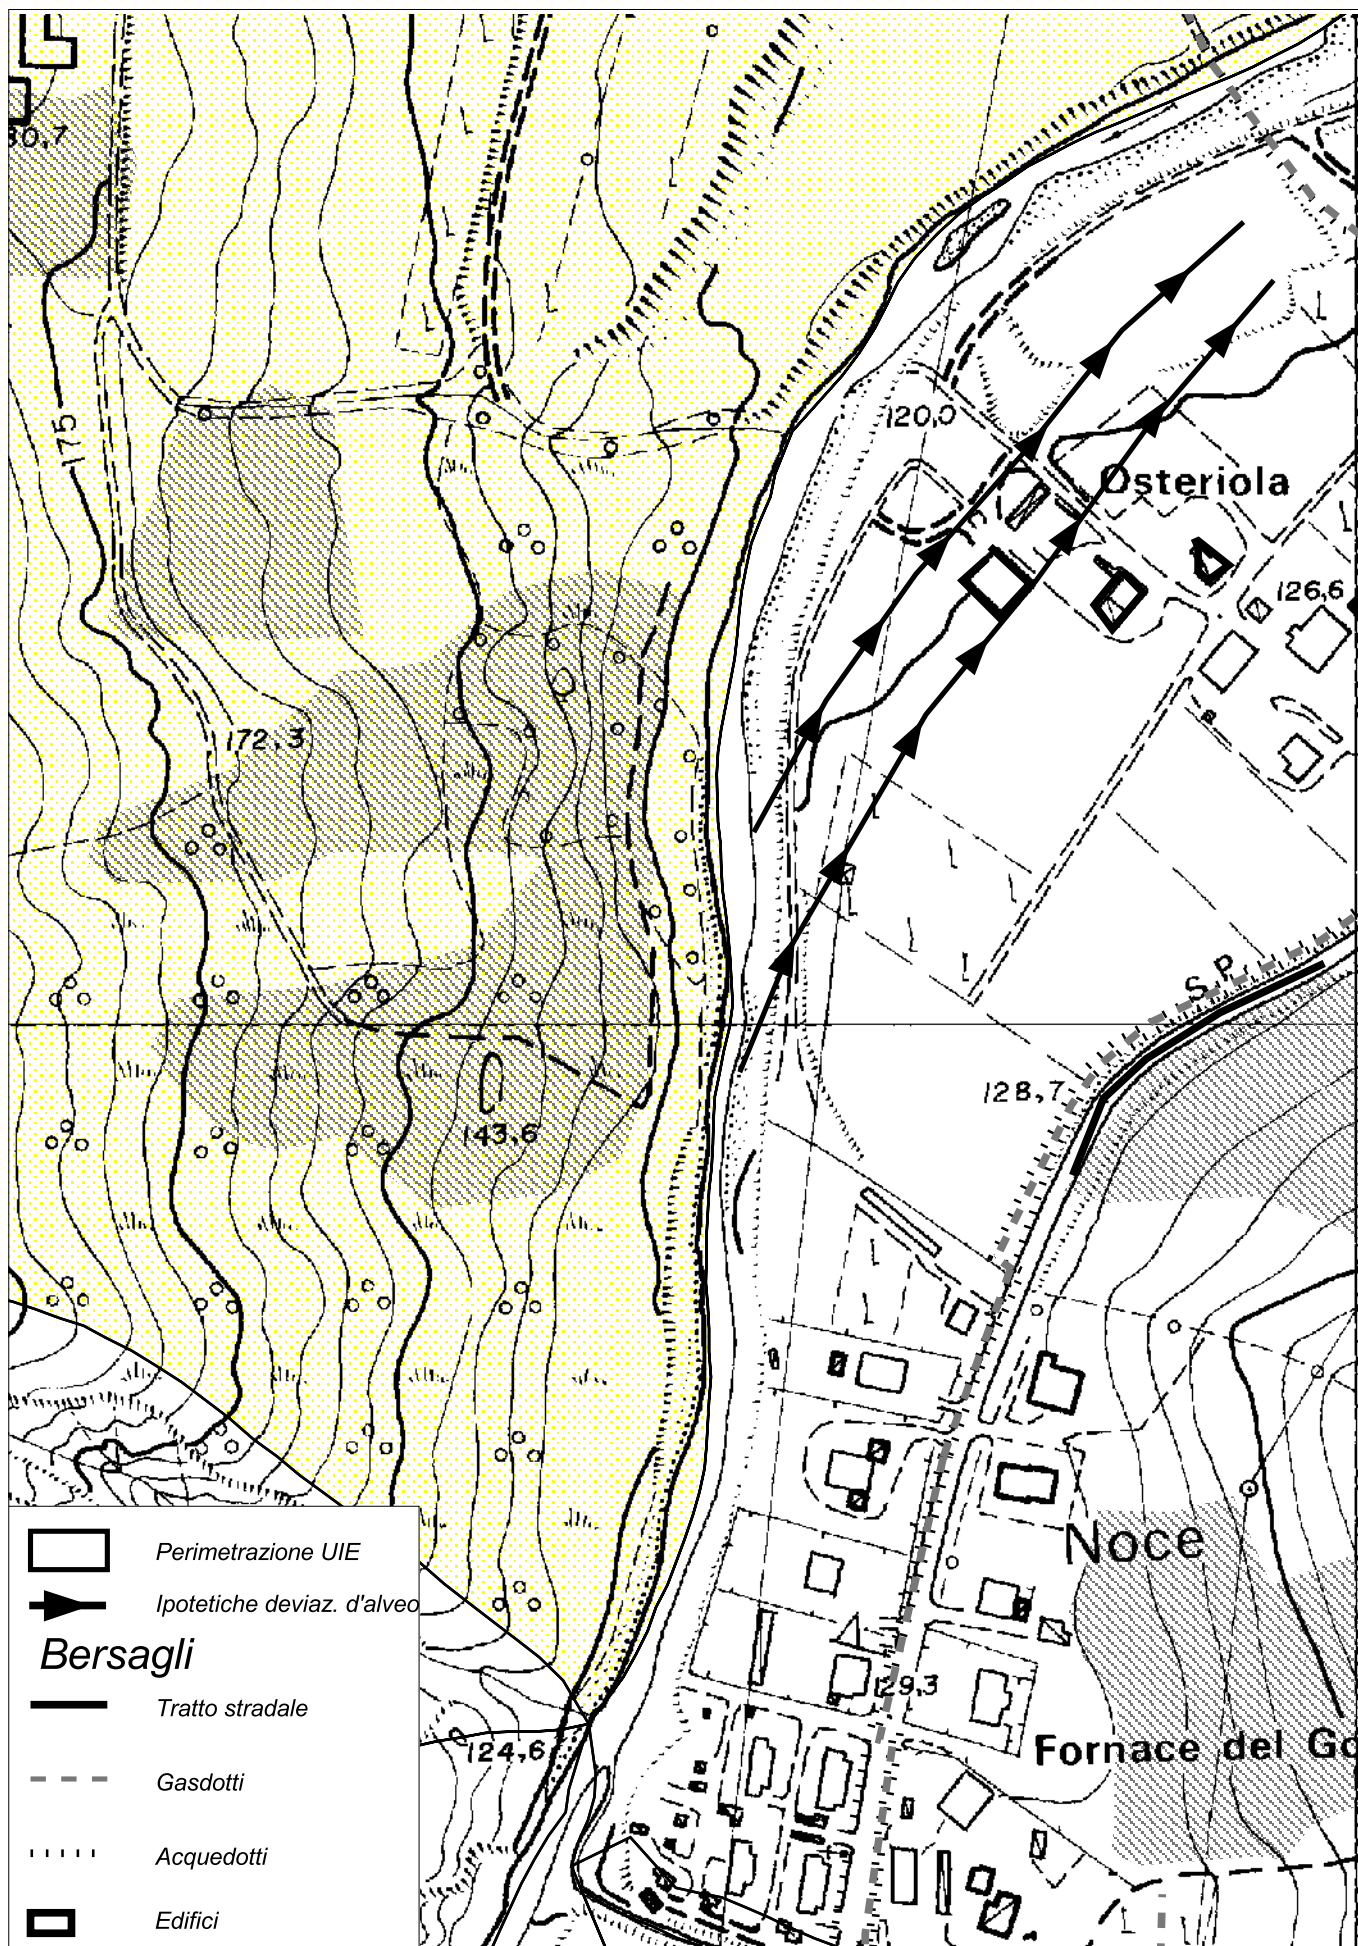 30,7
175
120,0
Osteriola
126,6
172,3
S P
128,7
143,6
Noce
129,3
Fornace del Go
124,6
Perimetrazione UIE
Ipotetiche deviaz. d'alveo
Bersagli
Tratto stradale
Gasdotti
Acquedotti
Edifici